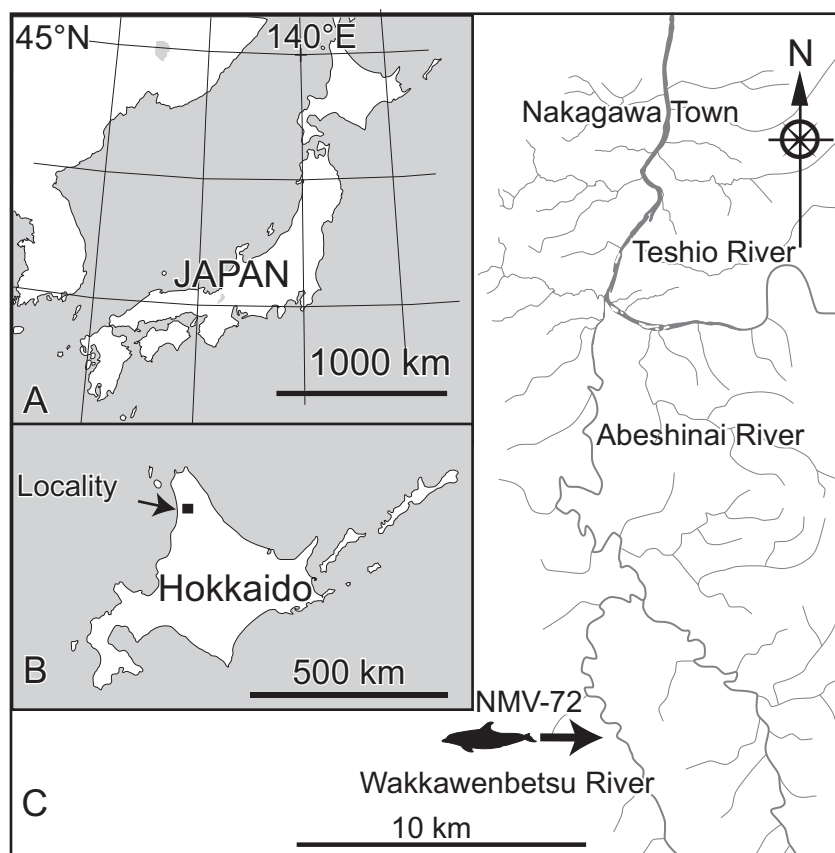 45°N
140°E
JAPAN
1000 km
A
Locality
Hokkaido
500 km
B
N
Nakagawa Town
Teshio River
Abeshinai River
NMV-72
Wakkawenbetsu River
10 km
C